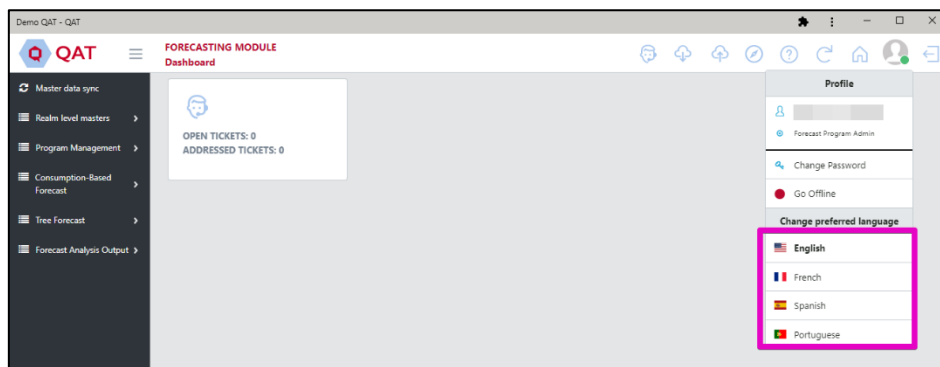 Demo QAT - QAT
QAT
FORECASTING MODULE
Dashboard
Master data sync
Realm level masters
Program Management
Consumption-Based
Forecast
Tree Forecast
Forecast Analysis Output
OPEN TICKETS: 0
ADDRESSED TICKETS: 0
Profile
Forecast Program Admin
Change Password
Go Offline
Change preferred language
English
French
Spanish
Portuguese